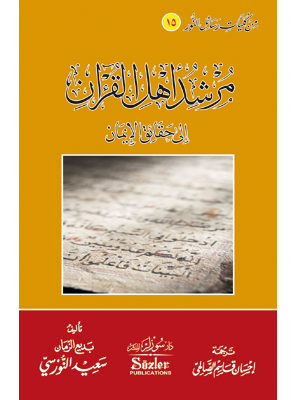 من كليات رسائل النور
١٥
مرشد أهل القرآن
إلى حقائق الإيمان
تأليف
بديع الزمان
سعيد النورسي
دار سوزلر للنشر
Sözler
PUBLICATIONS
ترجمة
إحسان قاسم الصالحي